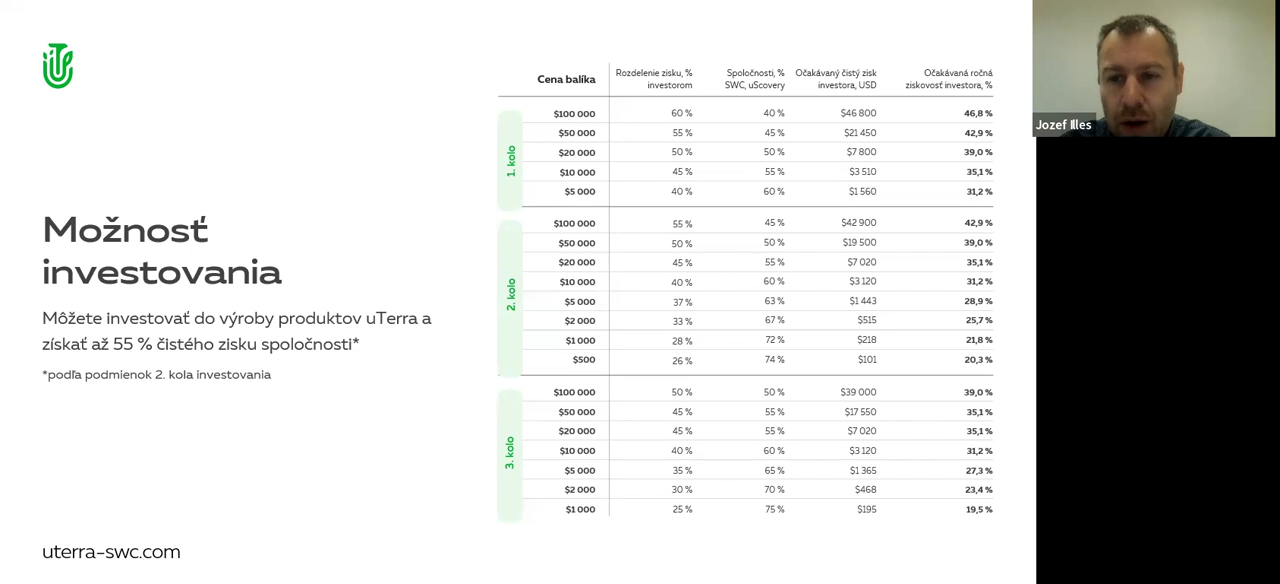 Možnosť
investovania
Môžete investovať do výroby produktov uTerra a
získať až 55 % čistého zisku spoločnosti*
*podľa podmienok 2. kola investovania
uterra-swc.com
Cena balíka Rozdelenie zisku, % investorom Spoločnosti, % SWC, uScovery Očakávaný čistý zisk investora, USD Očakávaná ročná ziskovosť investora, %
1. kolo
$100 000 60 % 40 % $46 800 46,8 %
$50 000 55 % 45 % $21 450 42,9 %
$20 000 50 % 50 % $7 800 39,0 %
$10 000 45 % 55 % $3 510 35,1 %
$5 000 40 % 60 % $1 560 31,2 %
2. kolo
$100 000 55 % 45 % $42 900 42,9 %
$50 000 50 % 50 % $19 500 39,0 %
$20 000 45 % 55 % $7 020 35,1 %
$10 000 40 % 60 % $3 120 31,2 %
$5 000 37 % 63 % $1 443 28,9 %
$2 000 33 % 67 % $515 25,7 %
$1 000 28 % 72 % $218 21,8 %
$500 26 % 74 % $101 20,3 %
3. kolo
$100 000 50 % 50 % $39 000 39,0 %
$50 000 45 % 55 % $17 550 35,1 %
$20 000 45 % 55 % $7 020 35,1 %
$10 000 40 % 60 % $3 120 31,2 %
$5 000 35 % 65 % $1 365 27,3 %
$2 000 30 % 70 % $468 23,4 %
$1 000 25 % 75 % $195 19,5 %
Jozef Illes